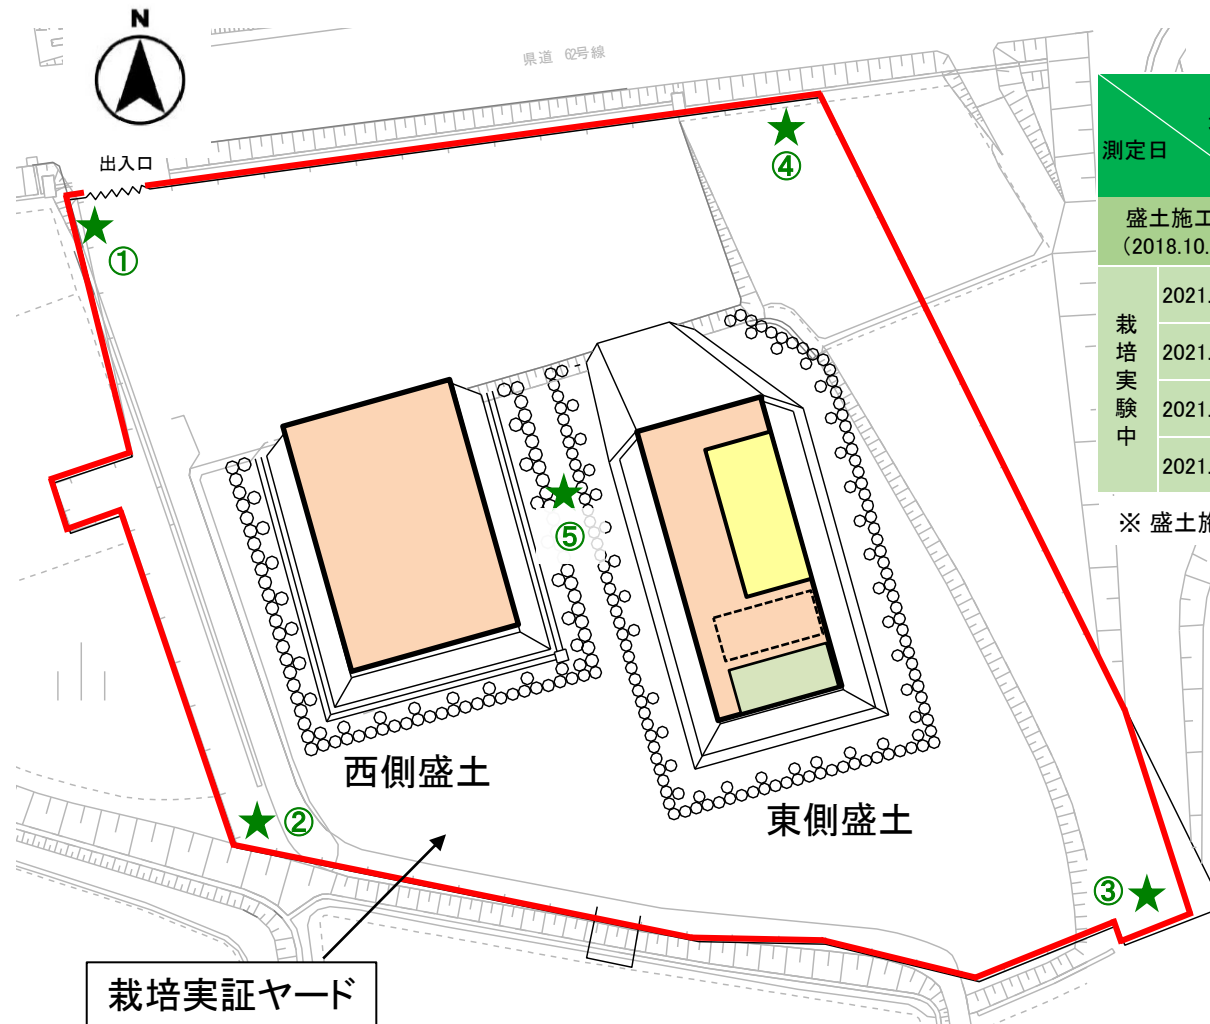 N
県道 62号線
出入口
①
④
測定日
盛土施工
（2018.10.
栽培実験中
2021.
2021.
2021.
2021.
※ 盛土施
⑤
西側盛土
東側盛土
②
③
栽培実証ヤード